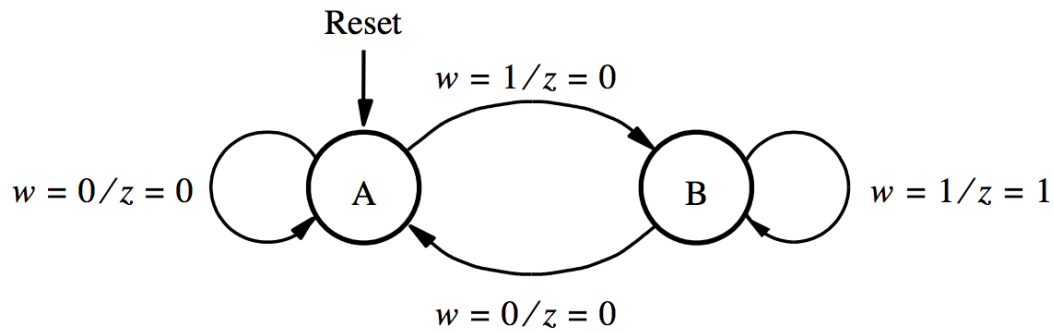 Reset
w = 1/z = 0
w = 0/z = 0
A
B
w = 1/z = 1
w = 0/z = 0